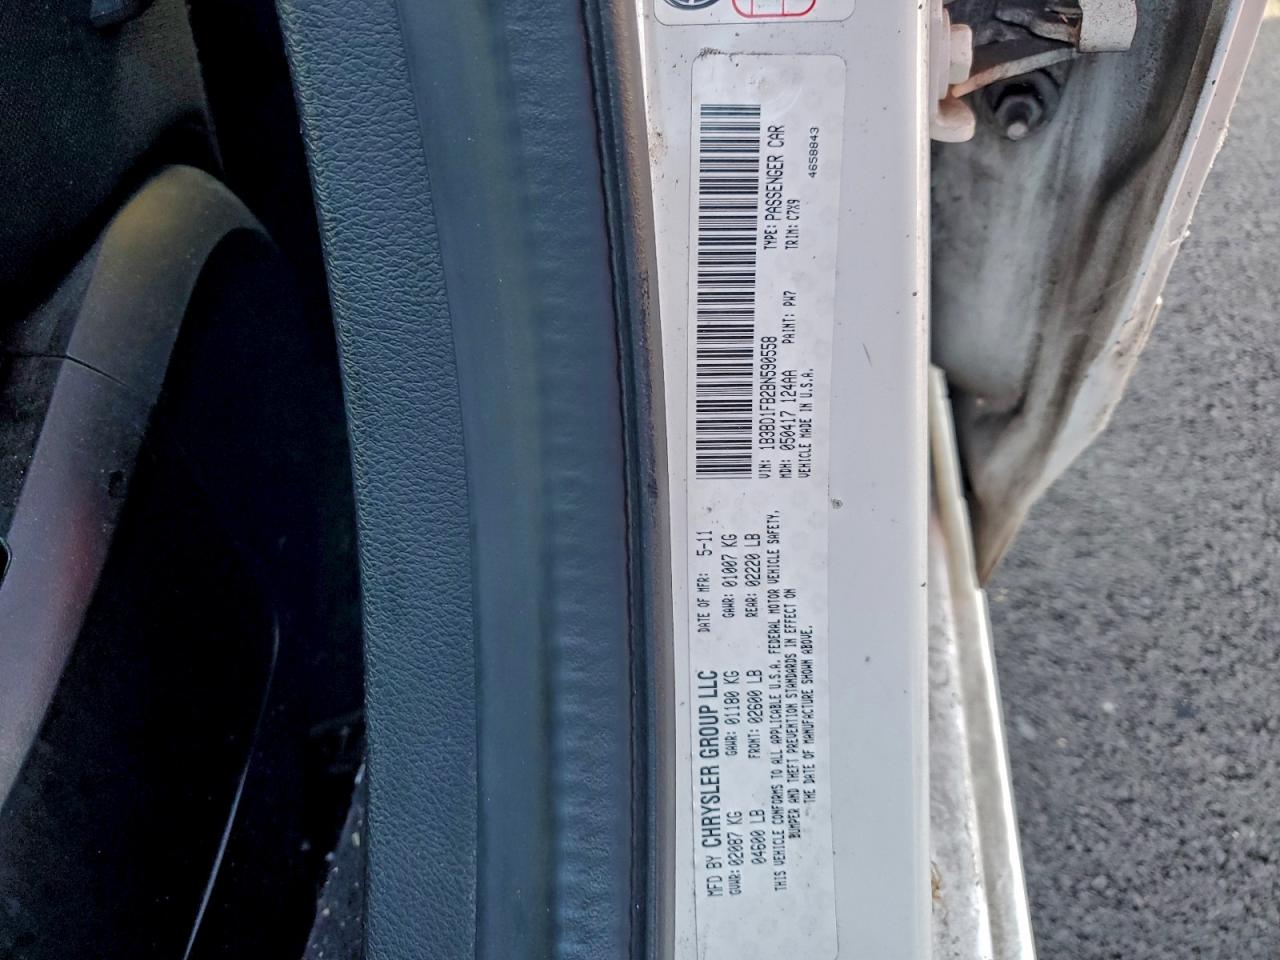 MFD BY CHRYSLER GROUP LLC DATE OF MFR: 5-11
GVWR: 02087 KG GAWR: 01180 KG GAWR: 01007 KG
04600 LB FRONT: 02600 LB REAR: 02220 LB
THIS VEHICLE CONFORMS TO ALL APPLICABLE U.S.A. FEDERAL MOTOR VEHICLE SAFETY,
BUMPER AND THEFT PREVENTION STANDARDS IN EFFECT ON
THE DATE OF MANUFACTURE SHOWN ABOVE.
VIN: 1B3BD1FB2BN590558 TYPE: PASSENGER CAR
MDH: 050417 124AA PAINT: PW7 TRIM: C7X9
VEHICLE MADE IN U.S.A. 4658843